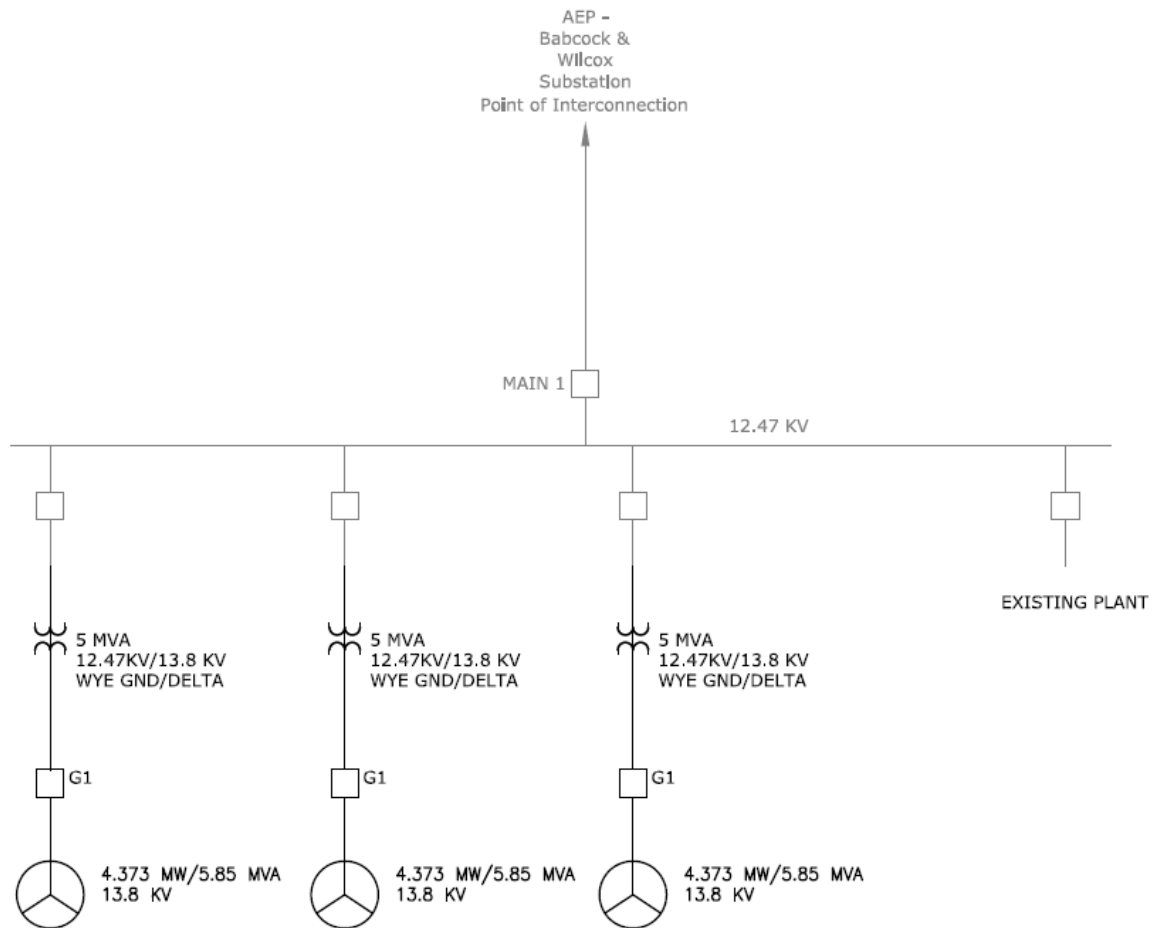 AEP -
Babcock &
Wilcox
Substation
Point of Interconnection
MAIN 1
12.47 KV
5 MVA
12.47KV/13.8 KV
WYE GND/DELTA
5 MVA
12.47KV/13.8 KV
WYE GND/DELTA
5 MVA
12.47KV/13.8 KV
WYE GND/DELTA
EXISTING PLANT
G1
G1
G1
4.373 MW/5.85 MVA
13.8 KV
4.373 MW/5.85 MVA
13.8 KV
4.373 MW/5.85 MVA
13.8 KV